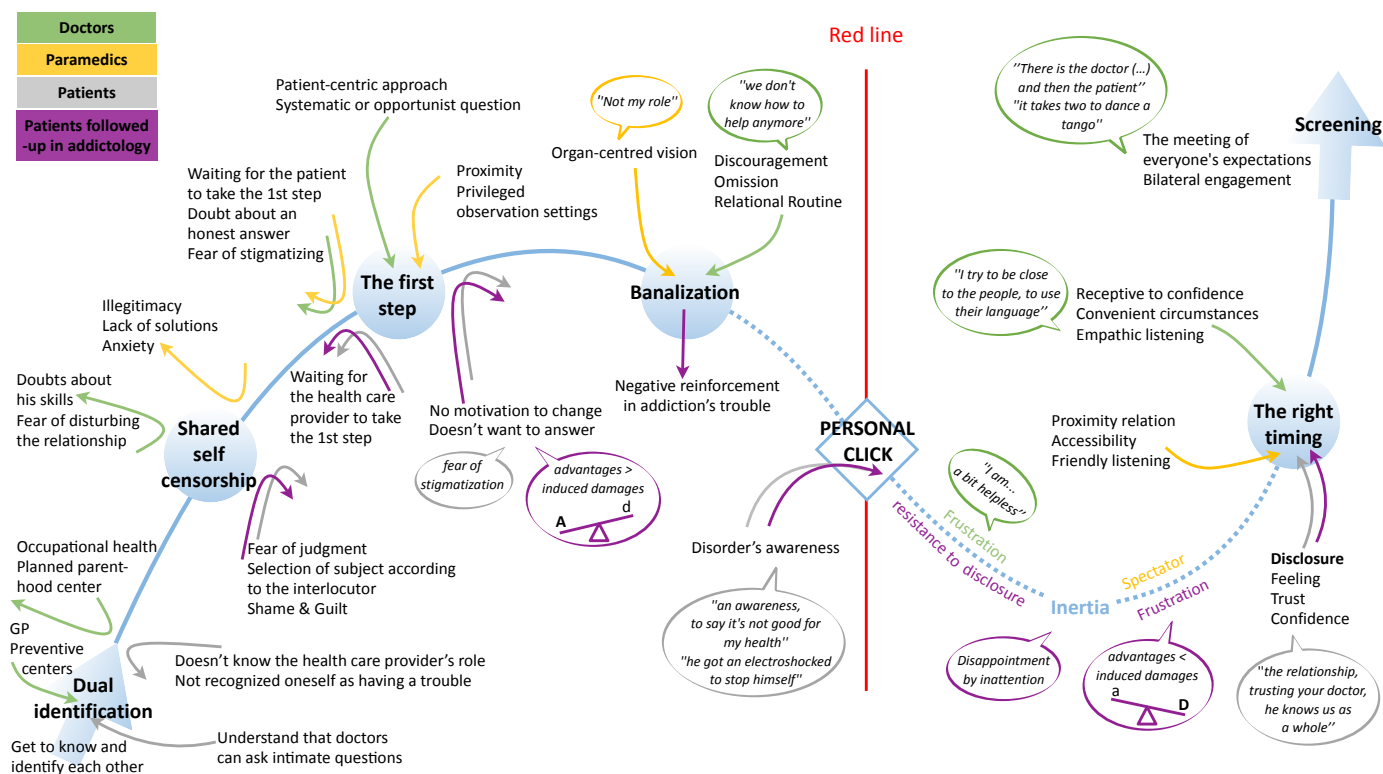 Doctors
Paramedics
Patients
Patients followed
-up in addictology
Red line
Patient-centric approach
Systematic or opportunist question
"Not my role"
"we don't
know how to
help anymore"
Organ-centred vision
Discouragement
Omission
Relational Routine
Waiting for the patient
to take the 1st step
Doubt about an
honest answer
Fear of stigmatizing
Proximity
Privileged
observation settings
The first
step
Banalization
Illegitimacy
Lack of solutions
Anxiety
Doubts about
his skills
Fear of disturbing
the relationship
Shared
self
censorship
Waiting for
the health care
provider to take
the 1st step
No motivation to change
Doesn't want to answer
fear of
stigmatization
advantages >
induced damages
A
d
Negative reinforcement
in addiction's trouble
Fear of judgment
Selection of subject according
to the interlocutor
Shame & Guilt
Occupational health
Planned parent-
hood center
GP
Preventive
centers
Dual
identification
Doesn't know the health care provider's role
Not recognized oneself as having a trouble
Get to know and
identify each other
Understand that doctors
can ask intimate questions
PERSONAL
CLICK
Disorder's awareness
"an awareness,
to say it's not good for
my health"
"he got an electroshocked
to stop himself"
''There is the doctor (...)
and then the patient''
"it takes two to dance a
tango"
Screening
The meeting of
everyone's expectations
Bilateral engagement
"I try to be close
to the people, to use
their language''
Receptive to confidence
Convenient circumstances
Empathic listening
The right
timing
Proximity relation
Accessibility
Friendly listening
"I am...
a bit helpless"
Frustration
resistance to disclosure
Inertia
Spectator
Frustration
Disappointment
by inattention
advantages <
induced damages
a
D
Disclosure
Feeling
Trust
Confidence
"the relationship,
trusting your doctor,
he knows us as
a whole''